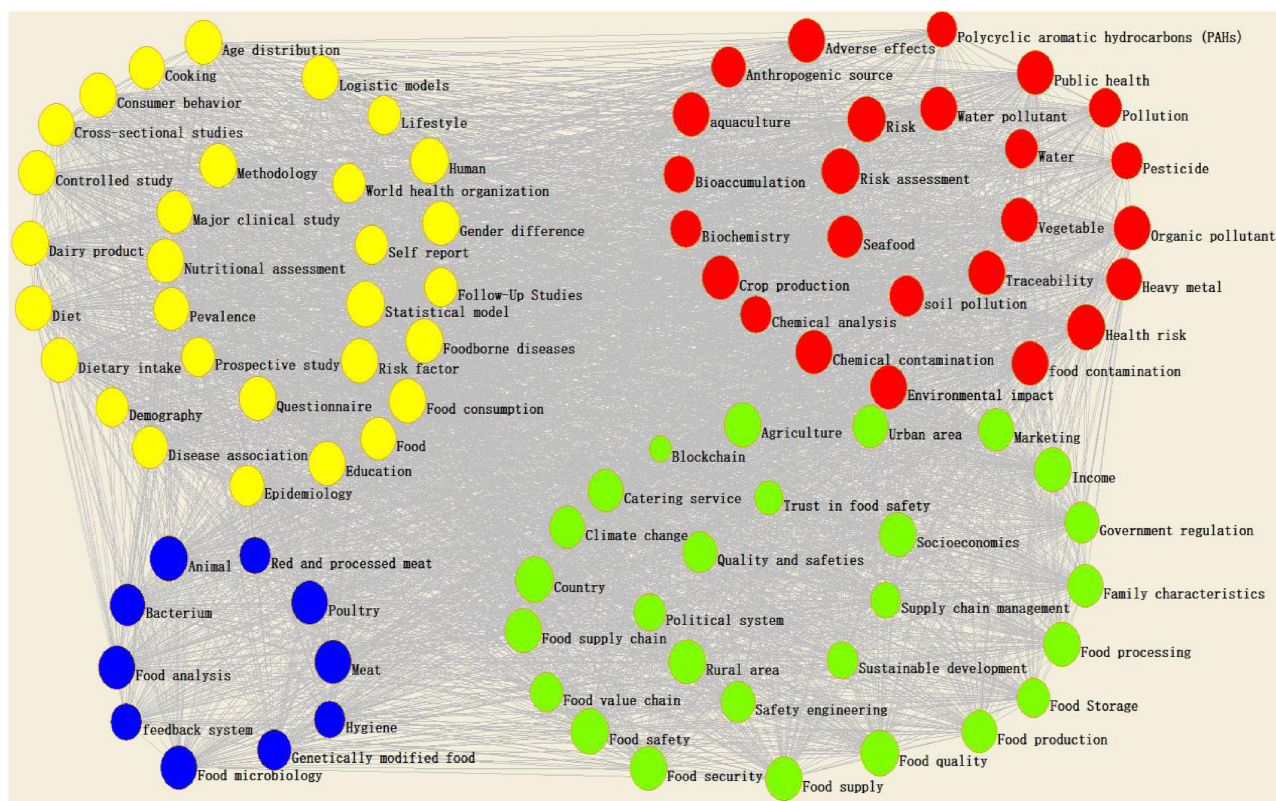 Age distribution
Cooking
Consumer behavior
Cross-sectional studies
Controlled study
Dairy product
Diet
Dietary intake
Demography
Disease association
Epidemiology
Logistic models
Lifestyle
Methodology
Human
World health organization
Major clinical study
Gender difference
Nutritional assessment
Self report
Follow-Up Studies
Pevalence
Statistical model
Prospective study
Foodborne diseases
Risk factor
Questionnaire
Food consumption
Food
Education
Polycyclic aromatic hydrocarbons (PAHs)
Adverse effects
Anthropogenic source
Public health
aquaculture
Risk
Water pollutant
Pollution
Water
Pesticide
Bioaccumulation
Risk assessment
Biochemistry
Seafood
Vegetable
Organic pollutant
Crop production
Traceability
Heavy metal
soil pollution
Chemical analysis
Health risk
Chemical contamination
food contamination
Environmental impact
Animal
Red and processed meat
Bacterium
Poultry
Food analysis
Meat
feedback system
Hygiene
Genetically modified food
Food microbiology
Agriculture
Urban area
Marketing
Blockchain
Income
Catering service
Trust in food safety
Climate change
Government regulation
Socioeconomics
Quality and safeties
Country
Family characteristics
Supply chain management
Political system
Food supply chain
Food processing
Rural area
Sustainable development
Food value chain
Food Storage
Safety engineering
Food safety
Food production
Food quality
Food security
Food supply